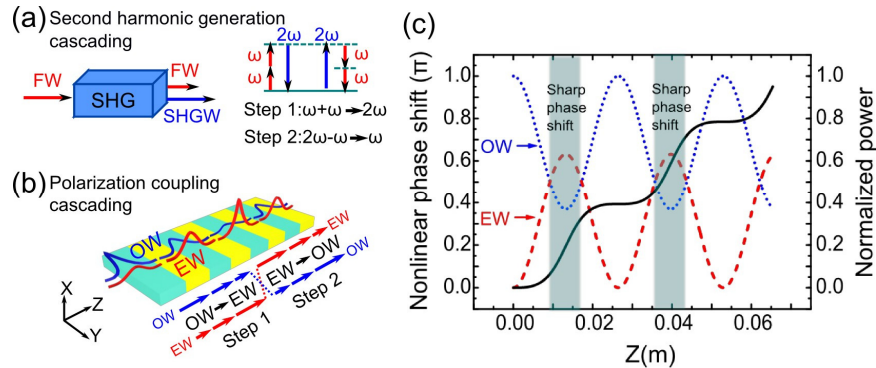 (a) Second harmonic generation
cascading
FW
SHG
FW
SHGW
2ω 2ω
ω ω
ω ω
Step 1:ω+ω→2ω
Step 2:2ω-ω→ω
(b) Polarization coupling
cascading
OW
EW
X
Z
Y
OW
OW→EW
EW
Step 1
EW
EW→OW
OW
Step 2
(c)
Nonlinear phase shift (π)
1.0
0.8
0.6
0.4
0.2
0.0
OW
EW
Sharp
phase
shift
Sharp
phase
shift
1.0
0.8
0.6
0.4
0.2
0.0
Normalized power
0.00 0.02 0.04 0.06
Z(m)